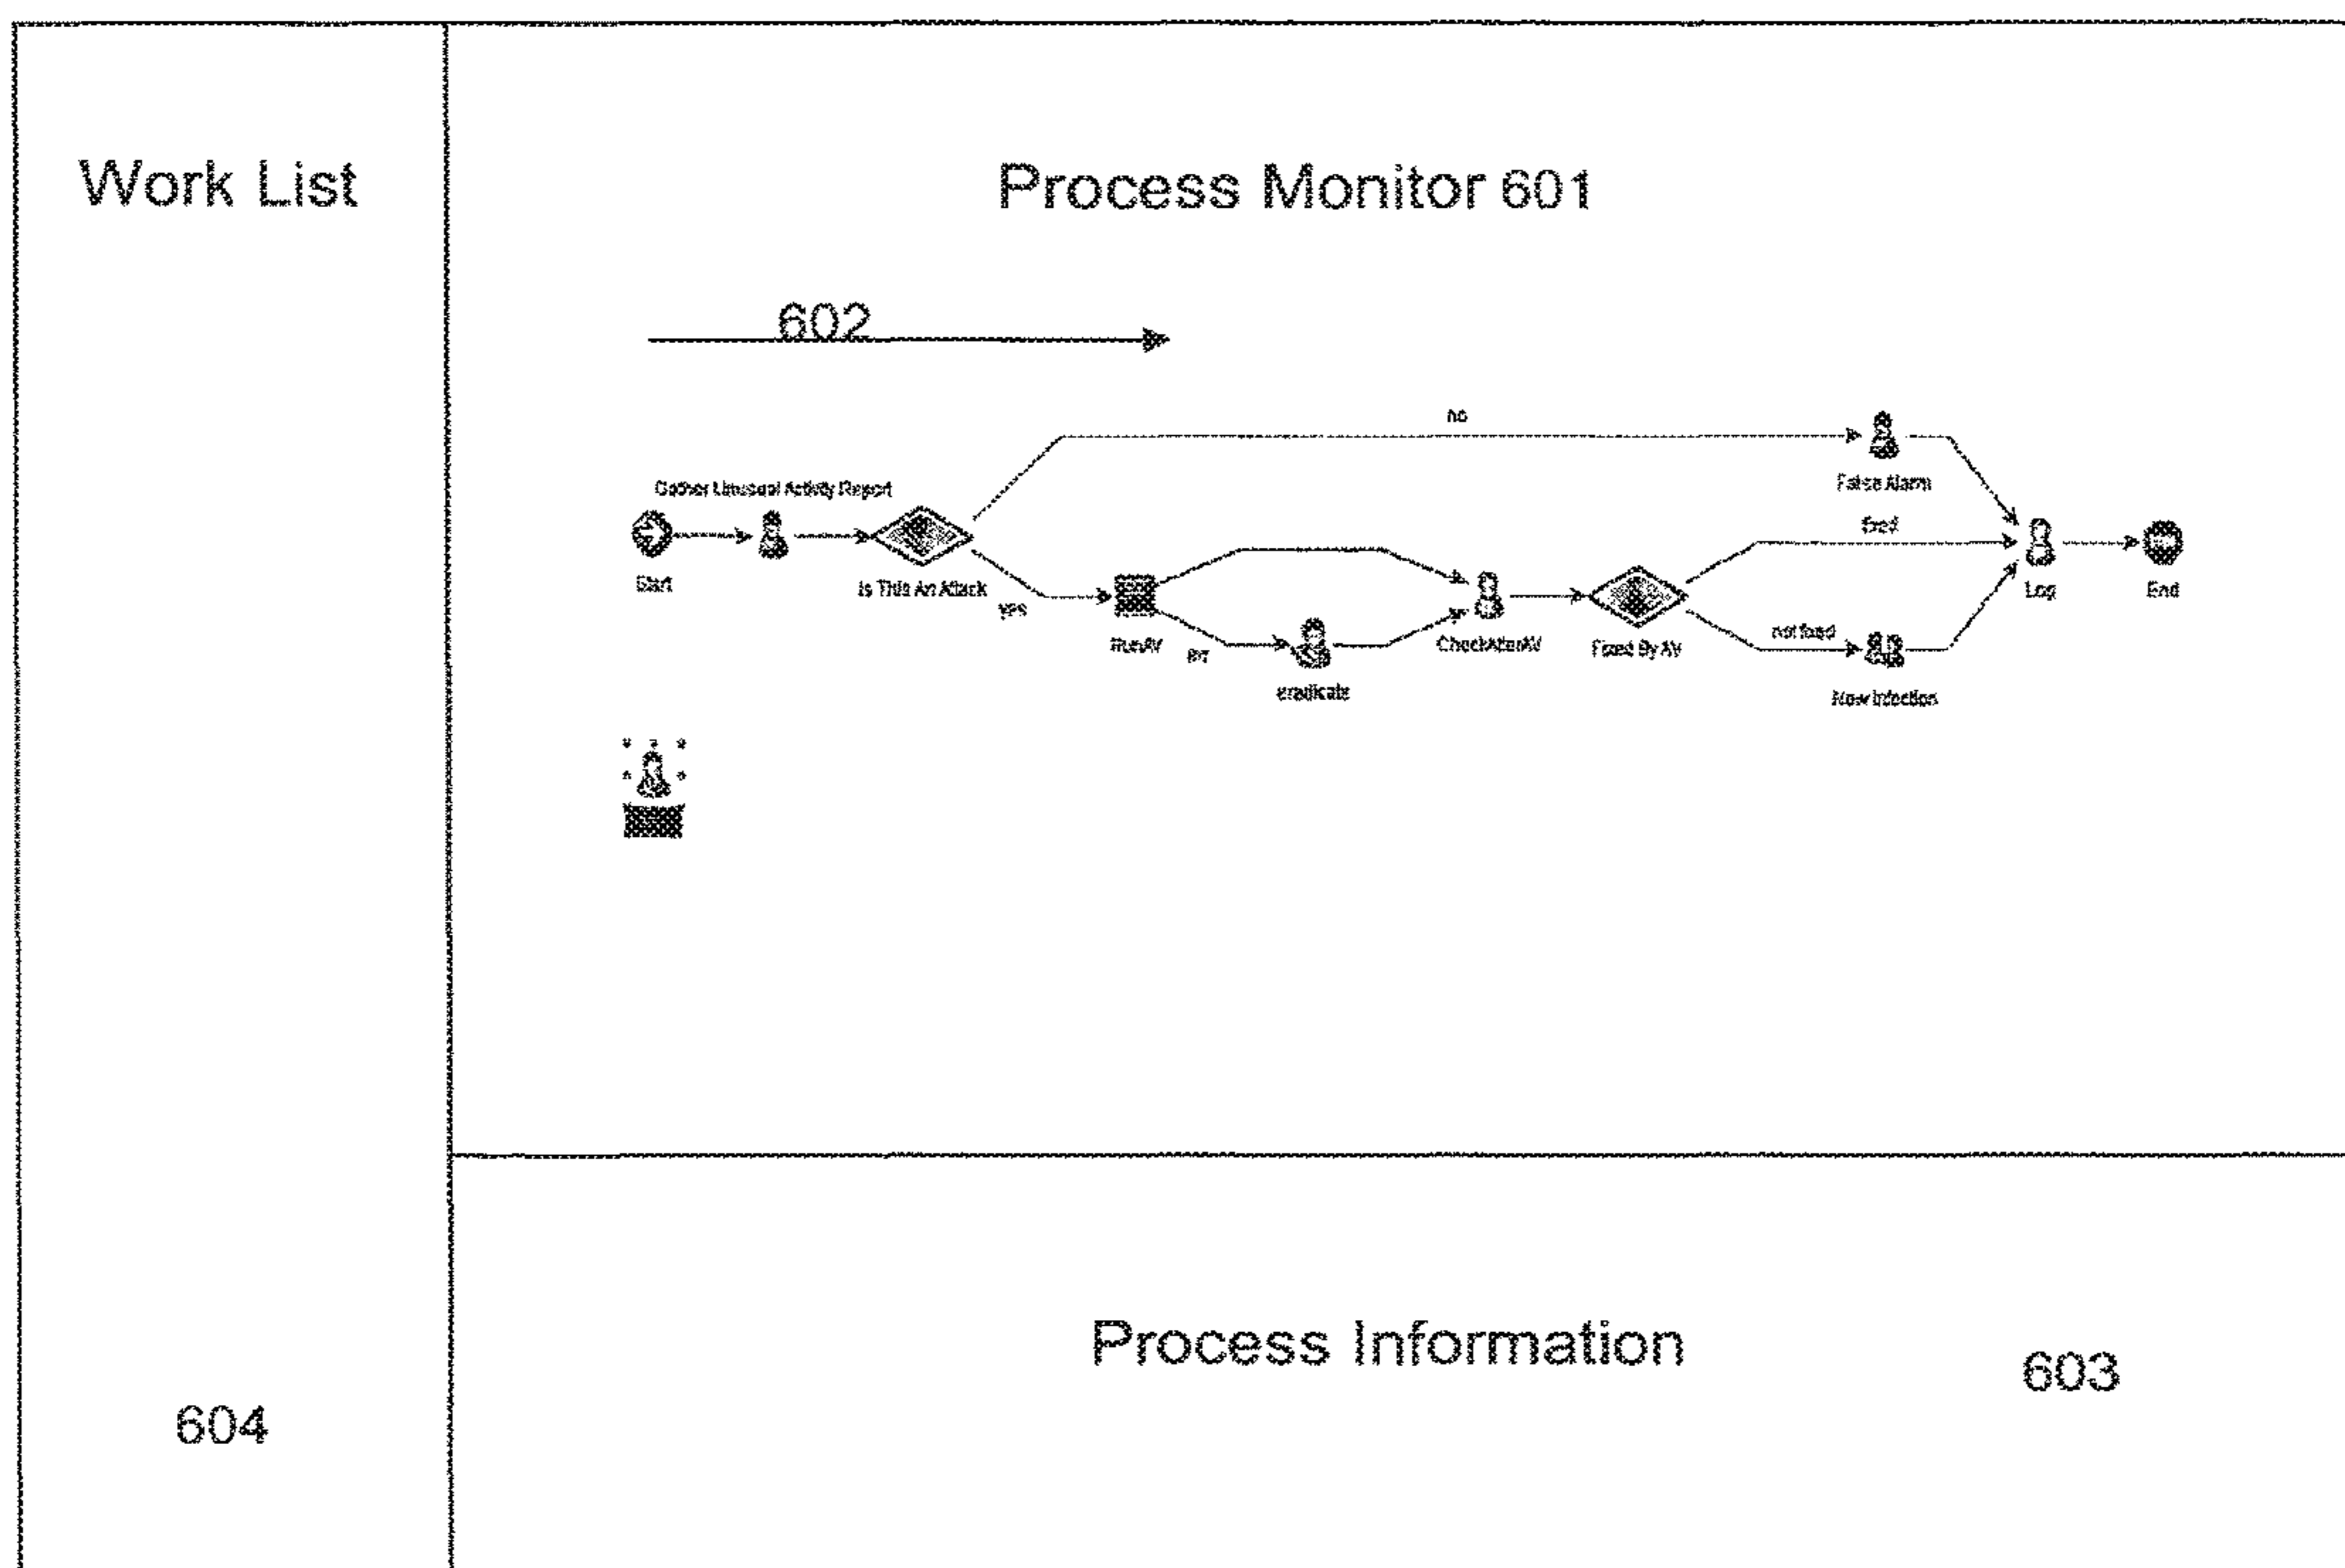 Work List
Process Monitor 601
602
no
Gather Unusual Activity Report
False Alarm
fixed
Start
Is This An Attack
yes
RunAV
eradicate
CheckAfterAV
Fixed By AV
not fixed
Log
End
New Infection
Process Information
603
604